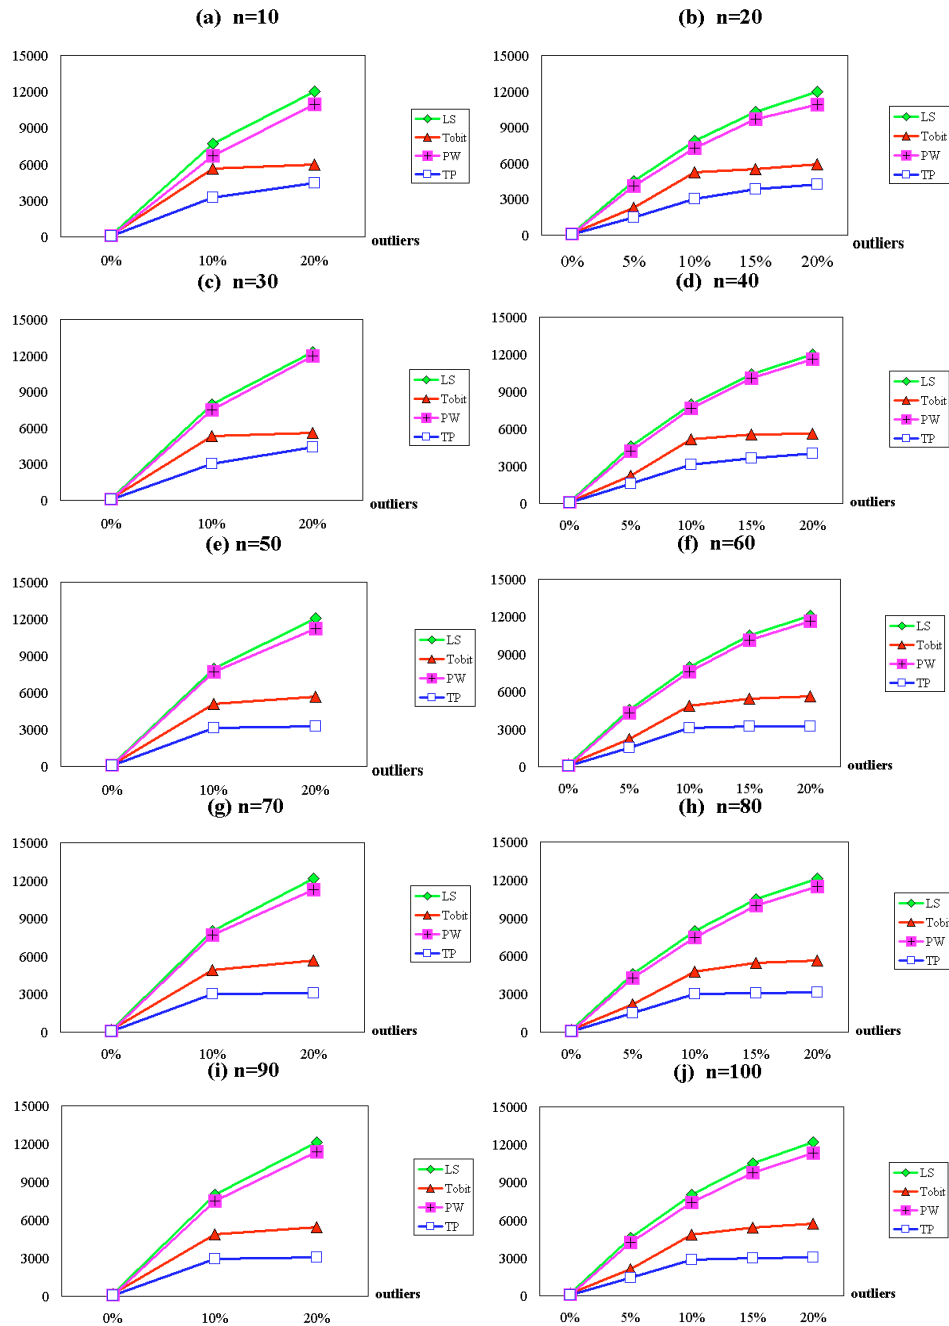 (a) n=10
15000
12000
9000
6000
3000
0
0% 10% 20%
outliers
LS
Tobit
PW
TP
(b) n=20
15000
12000
9000
6000
3000
0
0% 5% 10% 15% 20%
outliers
LS
Tobit
PW
TP
(c) n=30
15000
12000
9000
6000
3000
0
0% 10% 20%
outliers
LS
Tobit
PW
TP
(d) n=40
15000
12000
9000
6000
3000
0
0% 5% 10% 15% 20%
outliers
LS
Tobit
PW
TP
(e) n=50
15000
12000
9000
6000
3000
0
0% 10% 20%
outliers
LS
Tobit
PW
TP
(f) n=60
15000
12000
9000
6000
3000
0
0% 5% 10% 15% 20%
outliers
LS
Tobit
PW
TP
(g) n=70
15000
12000
9000
6000
3000
0
0% 10% 20%
outliers
LS
Tobit
PW
TP
(h) n=80
15000
12000
9000
6000
3000
0
0% 5% 10% 15% 20%
outliers
LS
Tobit
PW
TP
(i) n=90
15000
12000
9000
6000
3000
0
0% 10% 20%
outliers
LS
Tobit
PW
TP
(j) n=100
15000
12000
9000
6000
3000
0
0% 5% 10% 15% 20%
outliers
LS
Tobit
PW
TP